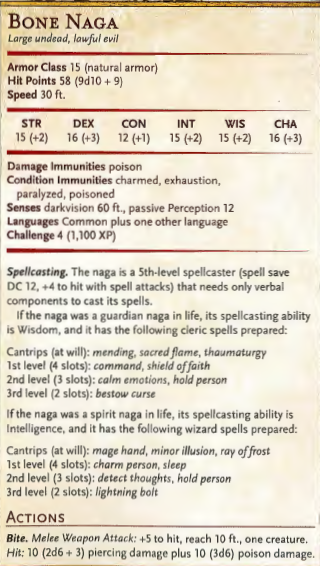 BONE NAGA
Large undead, lawful evil
Armor Class 15 (natural armor)
Hit Points 58 (9d10 + 9)
Speed 30 ft.
STR DEX CON INT WIS CHA
15 (+2) 16 (+3) 12 (+1) 15 (+2) 15 (+2) 16 (+3)
Damage Immunities poison
Condition Immunities charmed, exhaustion,
paralyzed, poisoned
Senses darkvision 60 ft., passive Perception 12
Languages Common plus one other language
Challenge 4 (1,100 XP)
Spellcasting. The naga is a 5th-level spellcaster (spell save
DC 12, +4 to hit with spell attacks) that needs only verbal
components to cast its spells.
If the naga was a guardian naga in life, its spellcasting ability
is Wisdom, and it has the following cleric spells prepared:
Cantrips (at will): mending, sacred flame, thaumaturgy
1st level (4 slots): command, shield of faith
2nd level (3 slots): calm emotions, hold person
3rd level (2 slots): bestow curse
If the naga was a spirit naga in life, its spellcasting ability is
Intelligence, and it has the following wizard spells prepared:
Cantrips (at will): mage hand, minor illusion, ray of frost
1st level (4 slots): charm person, sleep
2nd level (3 slots): detect thoughts, hold person
3rd level (2 slots): lightning bolt
ACTIONS
Bite. Melee Weapon Attack: +5 to hit, reach 10 ft., one creature.
Hit: 10 (2d6 + 3) piercing damage plus 10 (3d6) poison damage.